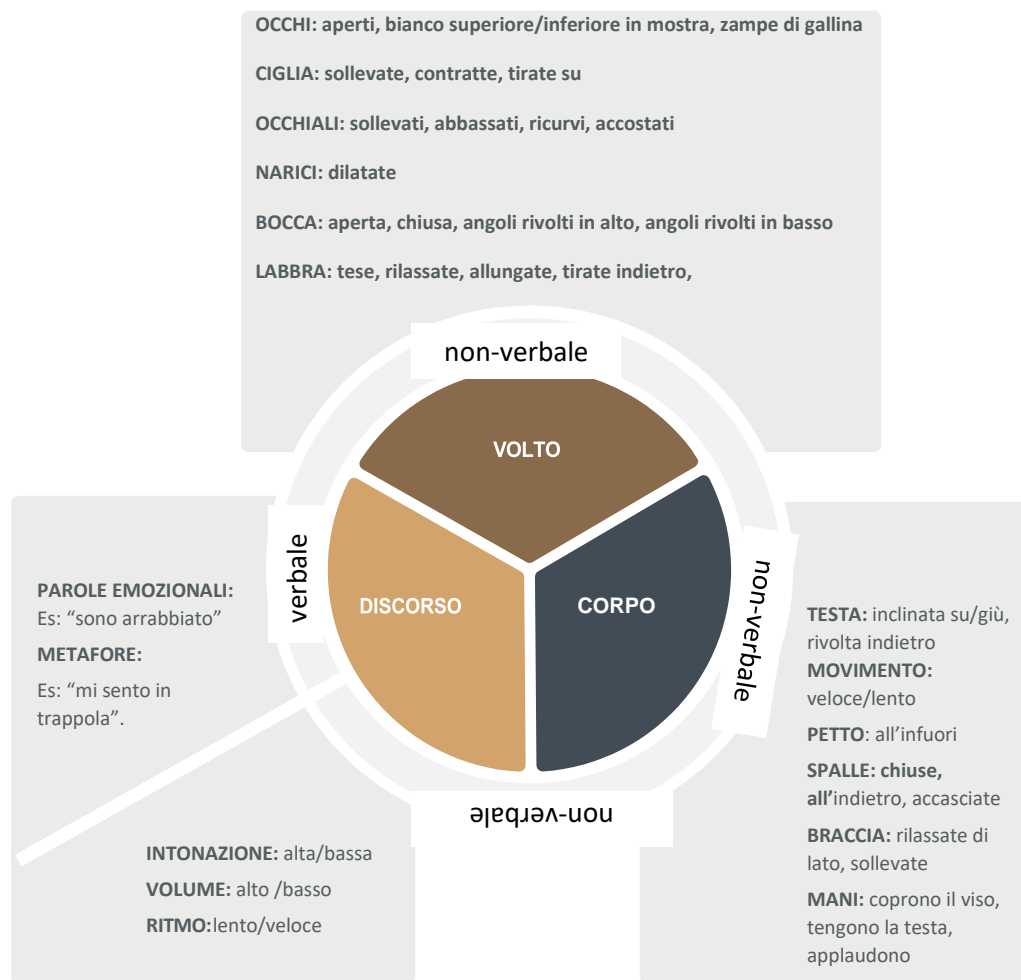 OCCHI: aperti, bianco superiore/inferiore in mostra, zampe di gallina
CIGLIA: sollevate, contratte, tirate su
OCCHIALI: sollevati, abbassati, ricurvi, accostati
NARICI: dilatate
BOCCA: aperta, chiusa, angoli rivolti in alto, angoli rivolti in basso
LABBRA: tese, rilassate, allungate, tirate indietro,
non-verbale
VOLTO
verbale
DISCORSO
CORPO
non-verbale
non-verbale
PAROLE EMOZIONALI:
Es: “sono arrabbiato”
METAFORE:
Es: “mi sento in
trappola”.
INTONAZIONE: alta/bassa
VOLUME: alto /basso
RITMO:lento/veloce
TESTA: inclinata su/giù,
rivolta indietro
MOVIMENTO:
veloce/lento
PETTO: all’infuori
SPALLE: chiuse,
all’indietro, accasciate
BRACCIA: rilassate di
lato, sollevate
MANI: coprono il viso,
tengono la testa,
applaudono